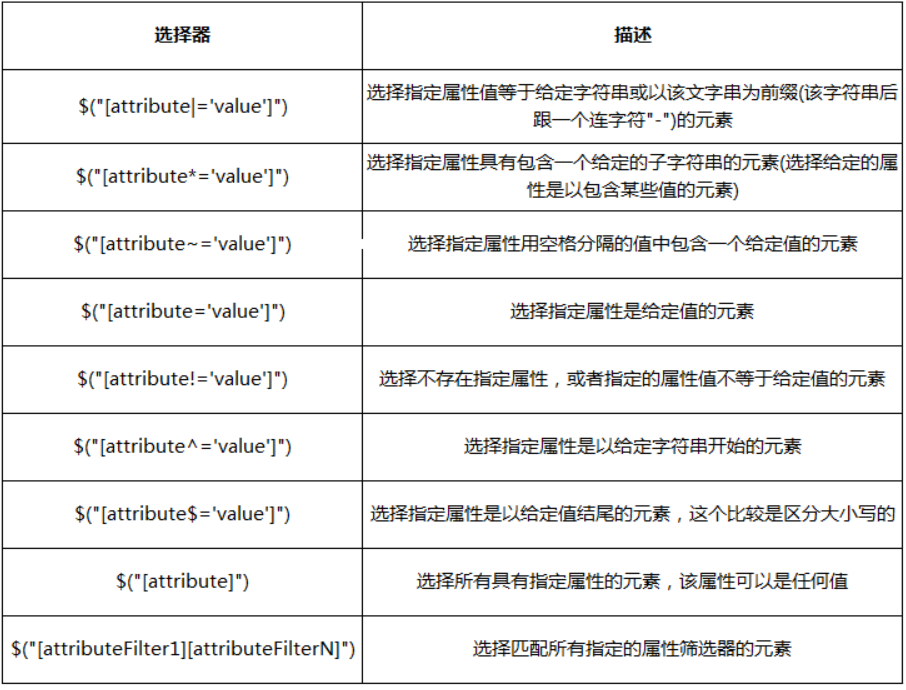 选择器 描述
$("[attribute|='value']") 选择指定属性值等于给定字符串或以该文字串为前缀(该字符串后
跟一个连字符"-")的元素
$("[attribute*='value']") 选择指定属性具有包含一个给定的子字符串的元素(选择给定的属
性是以包含某些值的元素)
$("[attribute~='value']") 选择指定属性用空格分隔的值中包含一个给定值的元素
$("[attribute='value']") 选择指定属性是给定值的元素
$("[attribute!='value']") 选择不存在指定属性，或者指定的属性值不等于给定值的元素
$("[attribute^='value']") 选择指定属性是以给定字符串开始的元素
$("[attribute$='value']") 选择指定属性是以给定值结尾的元素，这个比较是区分大小写的
$("[attribute]") 选择所有具有指定属性的元素，该属性可以是任何值
$("[attributeFilter1][attributeFilterN]") 选择匹配所有指定的属性筛选器的元素